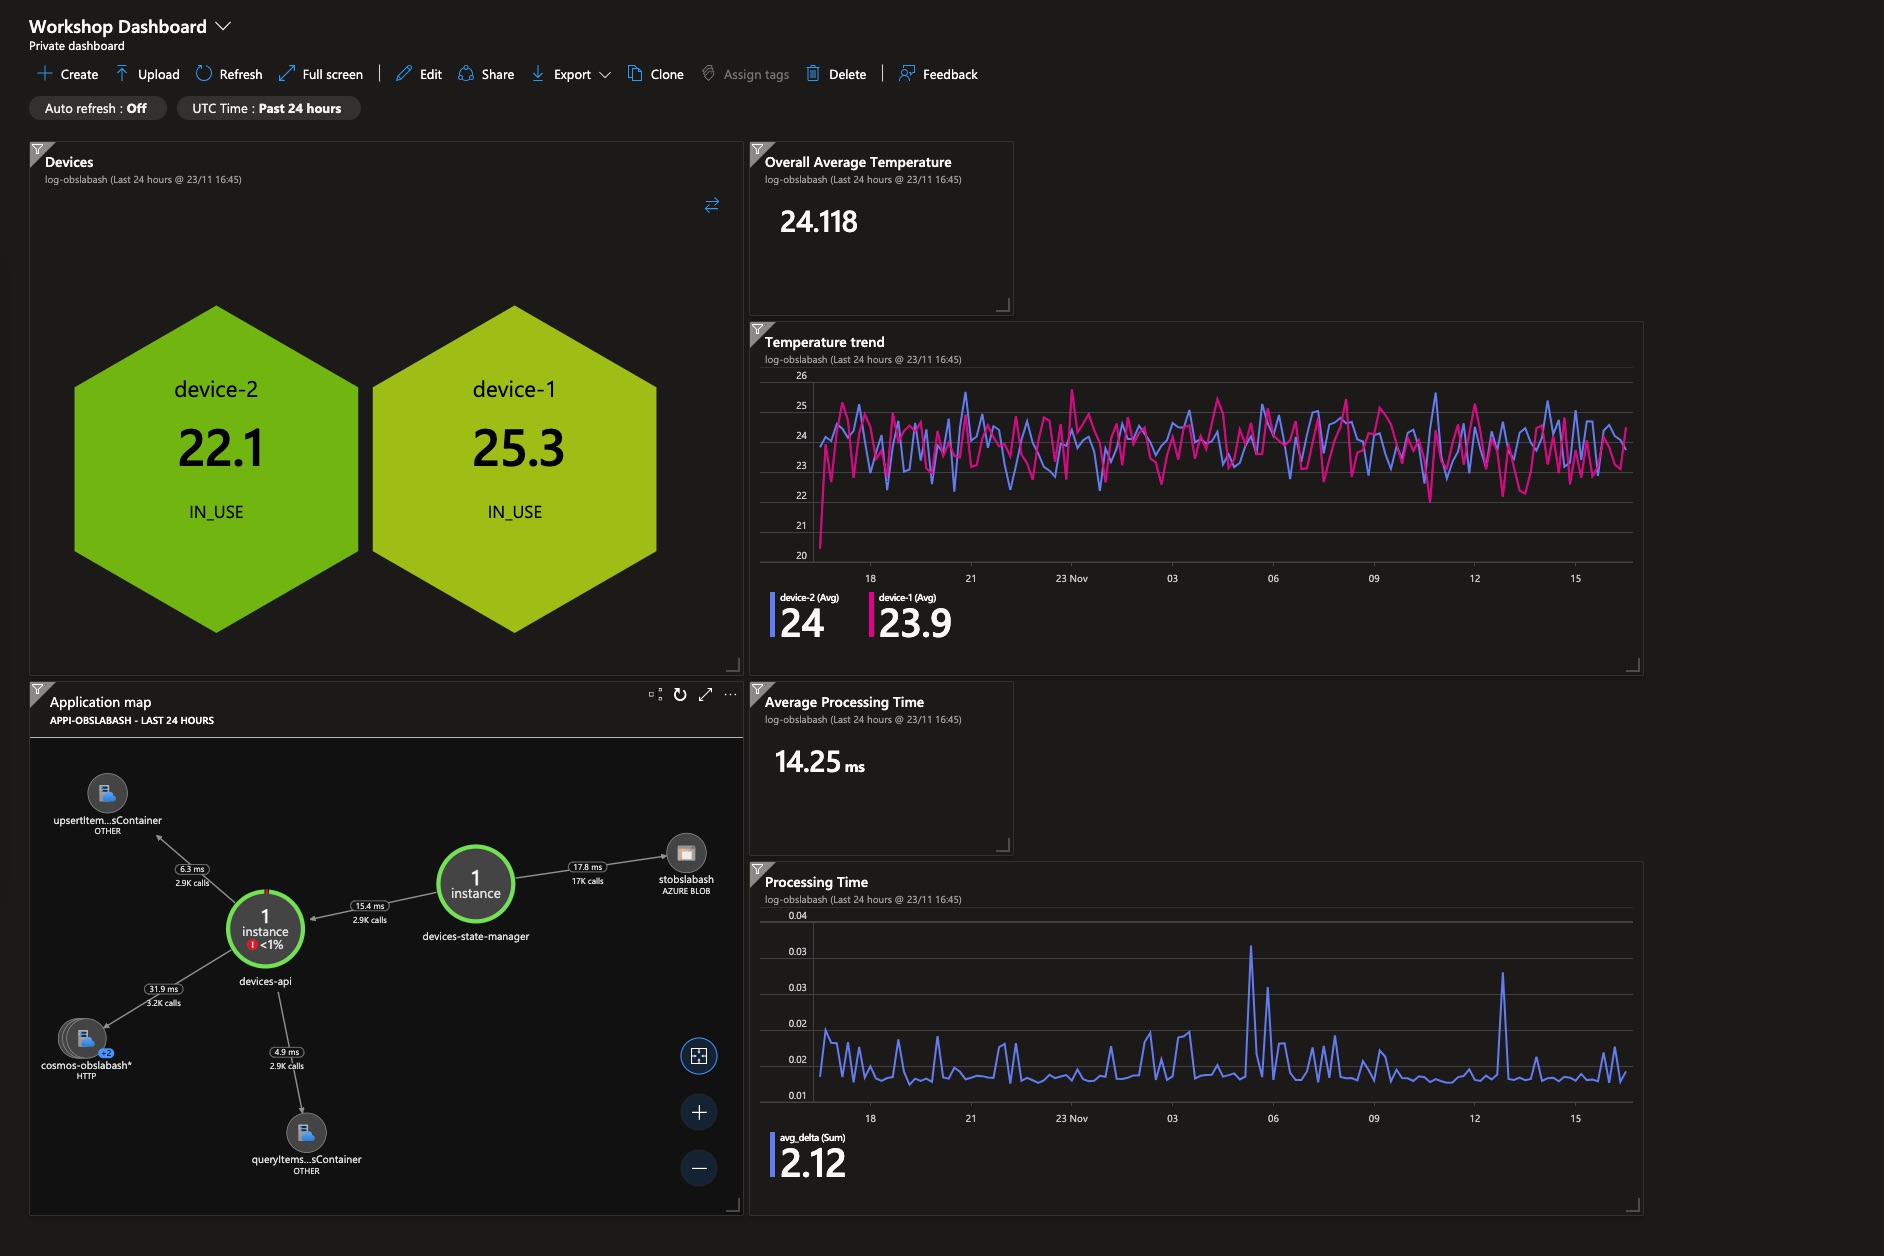 Workshop Dashboard
Private dashboard
Create Upload Refresh Full screen Edit Share Export Clone Assign tags Delete Feedback
Auto refresh : Off UTC Time : Past 24 hours
Devices
log-obslabash (Last 24 hours @ 23/11 16:45)
device-2
22.1
IN_USE
device-1
25.3
IN_USE
Overall Average Temperature
log-obslabash (Last 24 hours @ 23/11 16:45)
24.118
Temperature trend
log-obslabash (Last 24 hours @ 23/11 16:45)
26
25
24
23
22
21
20
18 21 23 Nov 03 06 09 12 15
device-2 (Avg)
24
device-1 (Avg)
23.9
Application map
APPI-OBSLABASH - LAST 24 HOURS
upsertItem...sContainer
OTHER
6.3 ms
2.9K calls
1
instance
! <1%
devices-api
15.4 ms
2.9K calls
1
instance
devices-state-manager
17.8 ms
17K calls
stobslabash
AZURE BLOB
31.9 ms
3.2K calls
+2
cosmos-obslabash*
HTTP
4.9 ms
2.9K calls
queryItems...sContainer
OTHER
Average Processing Time
log-obslabash (Last 24 hours @ 23/11 16:45)
14.25 ms
Processing Time
log-obslabash (Last 24 hours @ 23/11 16:45)
0.04
0.03
0.03
0.02
0.02
0.01
18 21 23 Nov 03 06 09 12 15
avg_delta (Sum)
2.12